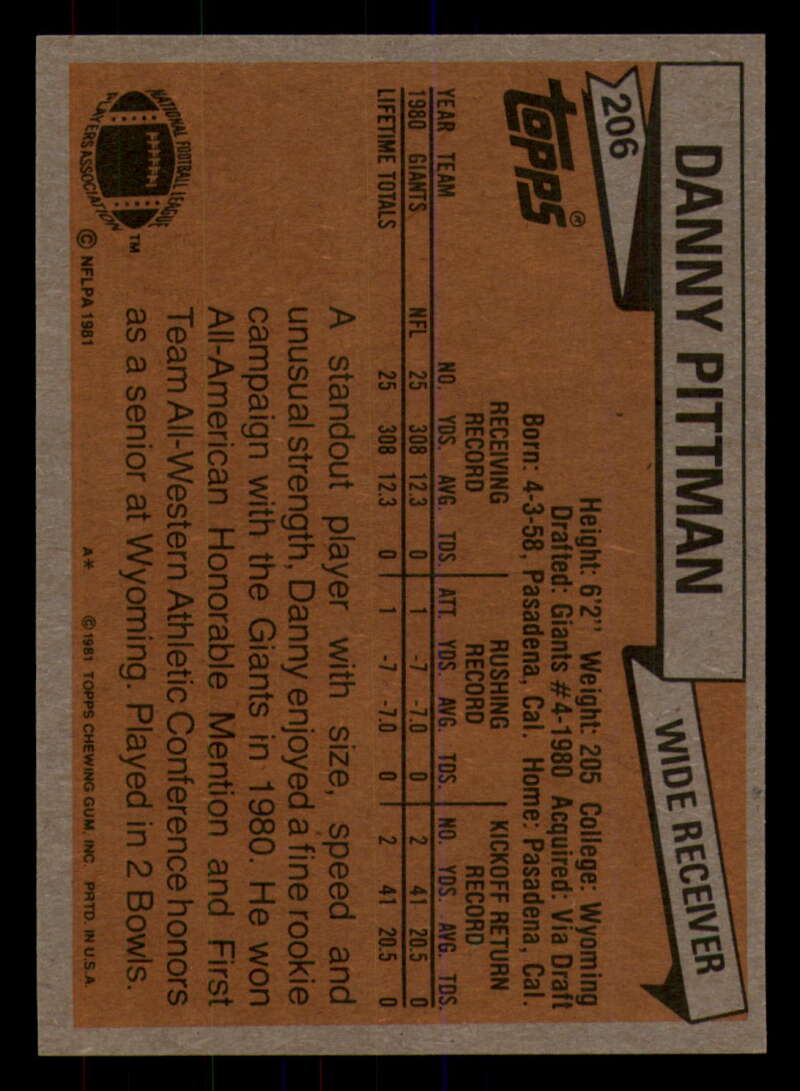 DANNY PITTMAN
206
WIDE RECEIVER
topps®
Height: 6'2" Weight: 205 College: Wyoming
Drafted: Giants #4-1980 Acquired: Via Draft
Born: 4-3-58, Pasadena, Cal. Home: Pasadena, Cal.
RECEIVING RECORD RUSHING RECORD KICKOFF RETURN RECORD
YEAR TEAM NO. YDS. AVG. TDS. ATT. YDS. AVG. TDS. NO. YDS. AVG. TDS.
1980 GIANTS NFL 25 308 12.3 0 1 -7 -7.0 0 2 41 20.5 0
LIFETIME TOTALS 25 308 12.3 0 1 -7 -7.0 0 2 41 20.5 0
A standout player with size, speed and
unusual strength, Danny enjoyed a fine rookie
campaign with the Giants in 1980. He won
All-American Honorable Mention and First
Team All-Western Athletic Conference honors
as a senior at Wyoming. Played in 2 Bowls.
NATIONAL FOOTBALL LEAGUE
PLAYERS ASSOCIATION
™
© NFLPA 1981
A* © 1981 TOPPS CHEWING GUM, INC. PRTD. IN U.S.A.